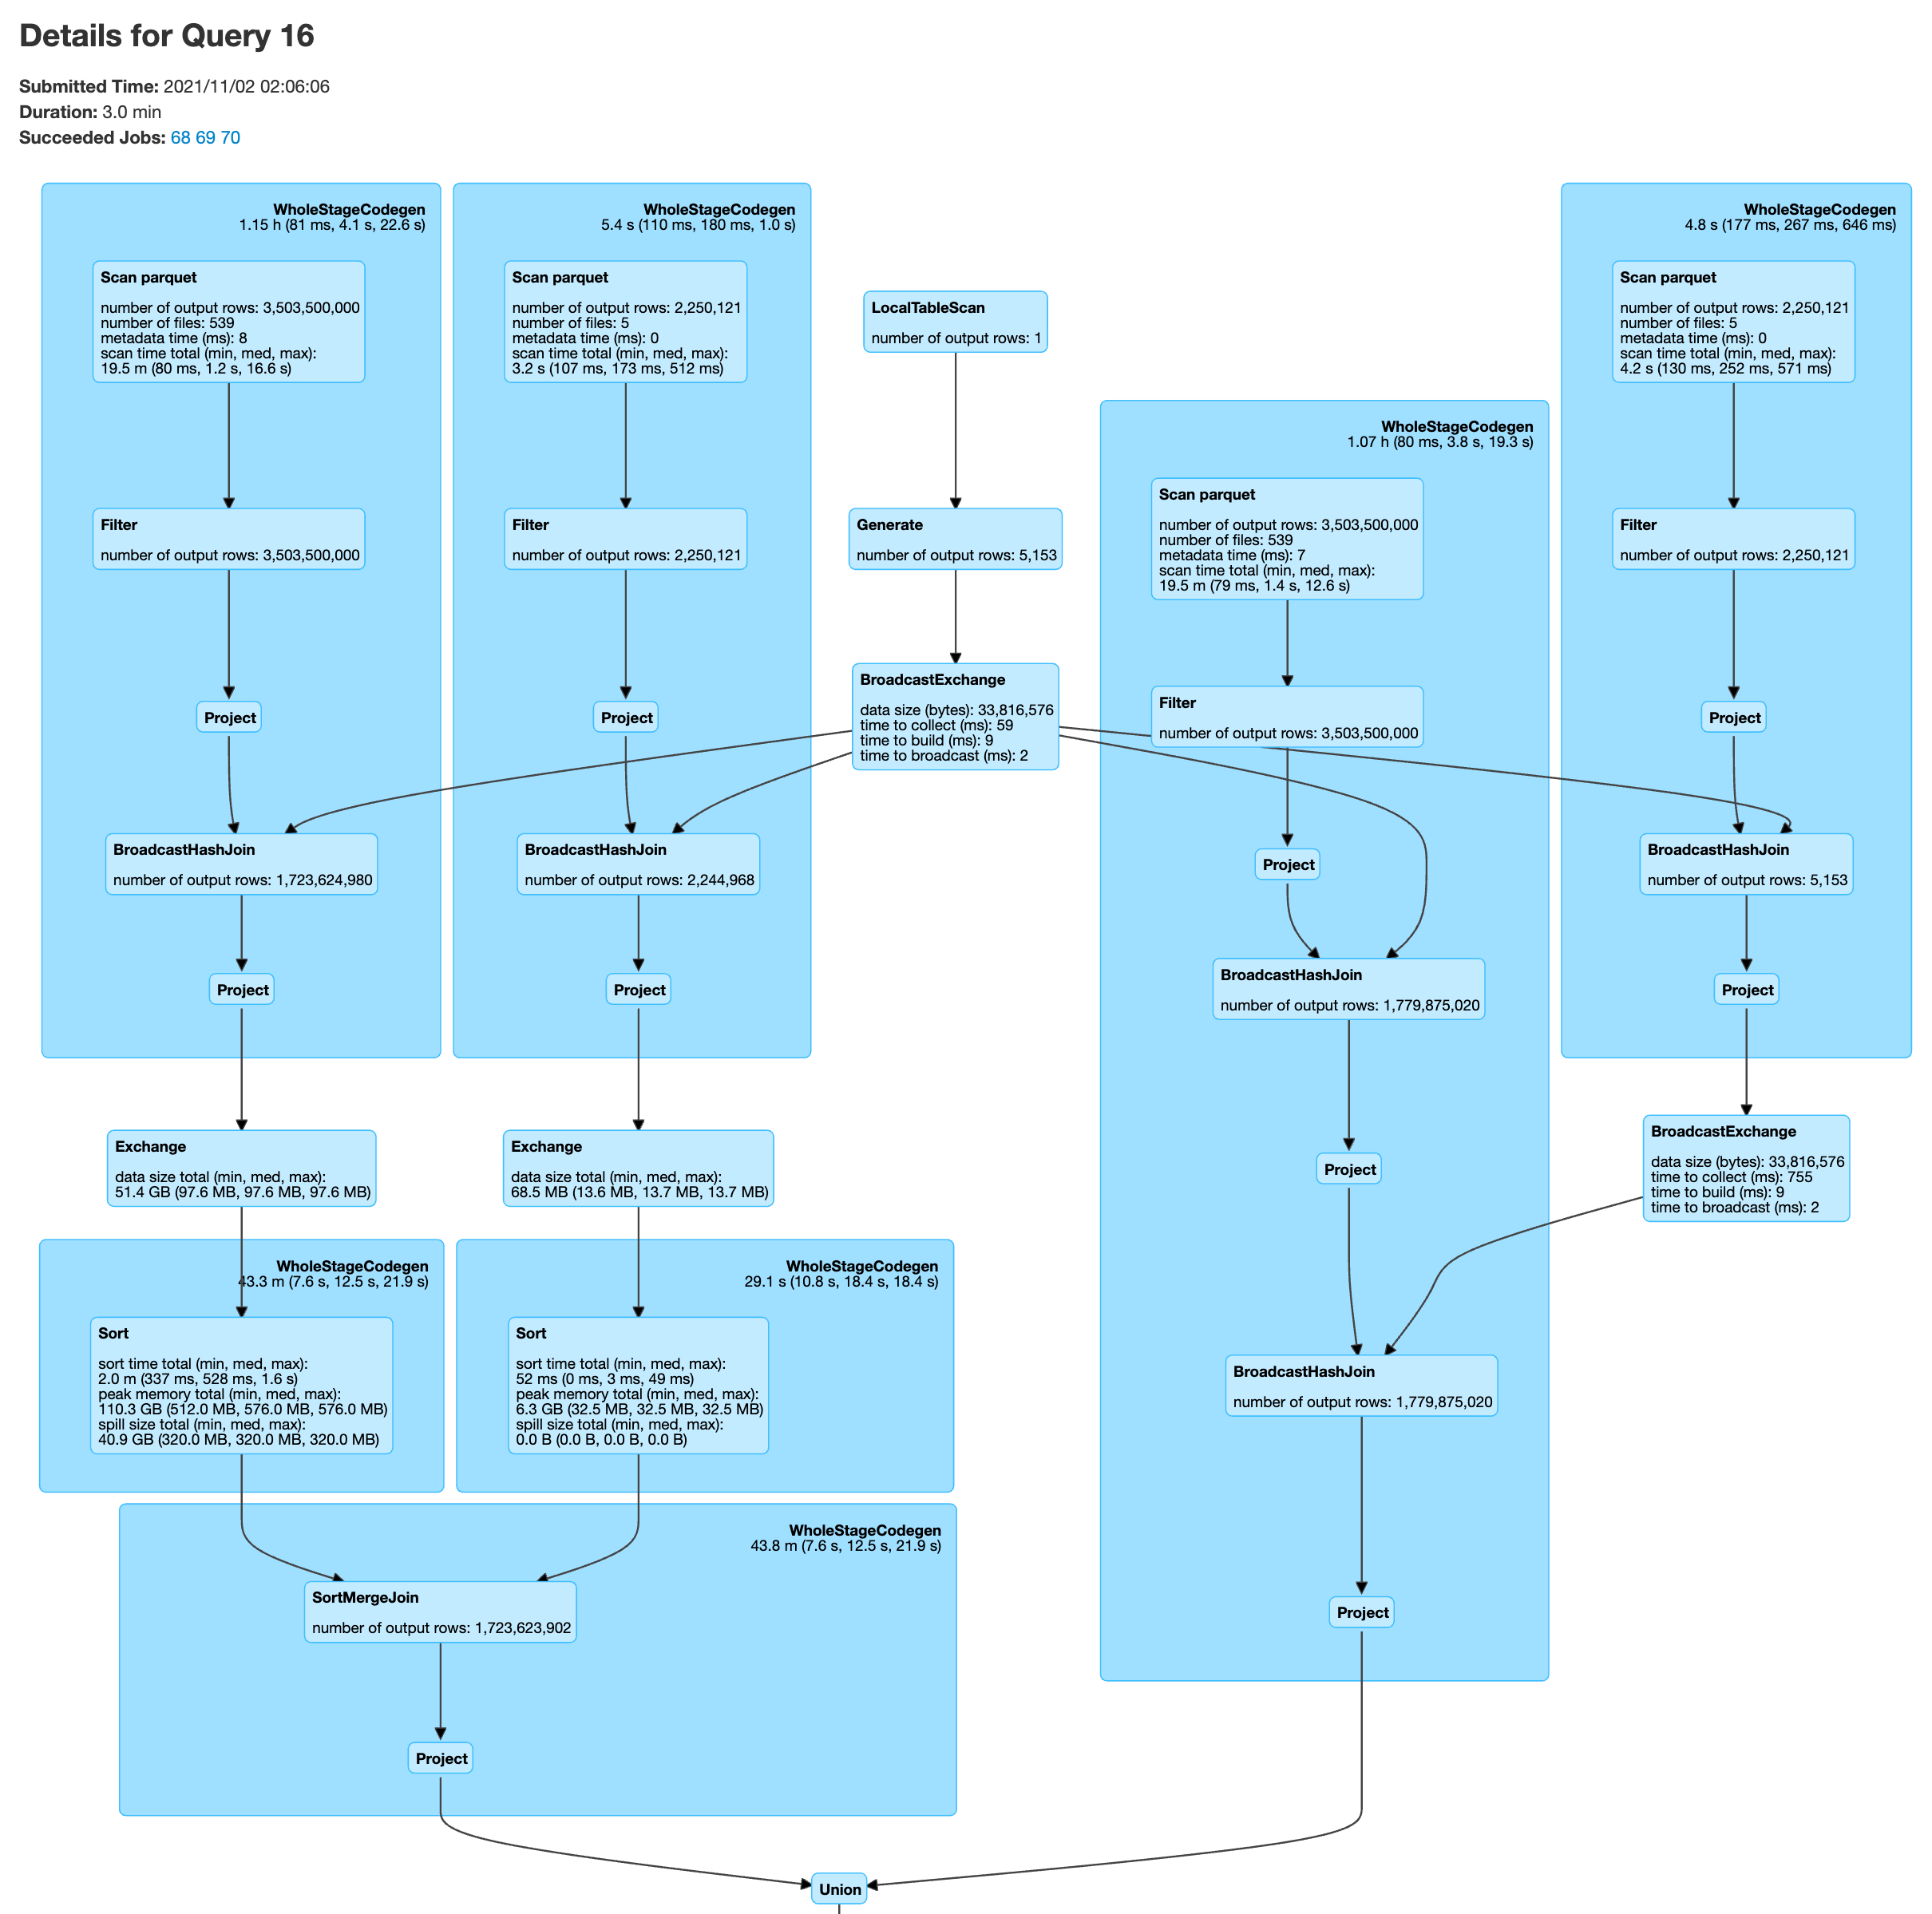 Details for Query 16
Submitted Time: 2021/11/02 02:06:06
Duration: 3.0 min
Succeeded Jobs: 68 69 70
WholeStageCodegen
1.15 h (81 ms, 4.1 s, 22.6 s)
Scan parquet
number of output rows: 3,503,500,000
number of files: 539
metadata time (ms): 8
scan time total (min, med, max):
19.5 m (80 ms, 1.2 s, 16.6 s)
Filter
number of output rows: 3,503,500,000
Project
BroadcastHashJoin
number of output rows: 1,723,624,980
Project
WholeStageCodegen
5.4 s (110 ms, 180 ms, 1.0 s)
Scan parquet
number of output rows: 2,250,121
number of files: 5
metadata time (ms): 0
scan time total (min, med, max):
3.2 s (107 ms, 173 ms, 512 ms)
Filter
number of output rows: 2,250,121
Project
BroadcastHashJoin
number of output rows: 2,244,968
Project
LocalTableScan
number of output rows: 1
Generate
number of output rows: 5,153
BroadcastExchange
data size (bytes): 33,816,576
time to collect (ms): 59
time to build (ms): 9
time to broadcast (ms): 2
WholeStageCodegen
1.07 h (80 ms, 3.8 s, 19.3 s)
Scan parquet
number of output rows: 3,503,500,000
number of files: 539
metadata time (ms): 7
scan time total (min, med, max):
19.5 m (79 ms, 1.4 s, 12.6 s)
Filter
number of output rows: 3,503,500,000
Project
BroadcastHashJoin
number of output rows: 1,779,875,020
Project
BroadcastHashJoin
number of output rows: 1,779,875,020
Project
WholeStageCodegen
4.8 s (177 ms, 267 ms, 646 ms)
Scan parquet
number of output rows: 2,250,121
number of files: 5
metadata time (ms): 0
scan time total (min, med, max):
4.2 s (130 ms, 252 ms, 571 ms)
Filter
number of output rows: 2,250,121
Project
BroadcastHashJoin
number of output rows: 5,153
Project
BroadcastExchange
data size (bytes): 33,816,576
time to collect (ms): 755
time to build (ms): 9
time to broadcast (ms): 2
Exchange
data size total (min, med, max):
51.4 GB (97.6 MB, 97.6 MB, 97.6 MB)
Exchange
data size total (min, med, max):
68.5 MB (13.6 MB, 13.7 MB, 13.7 MB)
WholeStageCodegen
43.3 m (7.6 s, 12.5 s, 21.9 s)
Sort
sort time total (min, med, max):
2.0 m (337 ms, 528 ms, 1.6 s)
peak memory total (min, med, max):
110.3 GB (512.0 MB, 576.0 MB, 576.0 MB)
spill size total (min, med, max):
40.9 GB (320.0 MB, 320.0 MB, 320.0 MB)
WholeStageCodegen
29.1 s (10.8 s, 18.4 s, 18.4 s)
Sort
sort time total (min, med, max):
52 ms (0 ms, 3 ms, 49 ms)
peak memory total (min, med, max):
6.3 GB (32.5 MB, 32.5 MB, 32.5 MB)
spill size total (min, med, max):
0.0 B (0.0 B, 0.0 B, 0.0 B)
WholeStageCodegen
43.8 m (7.6 s, 12.5 s, 21.9 s)
SortMergeJoin
number of output rows: 1,723,623,902
Project
Union